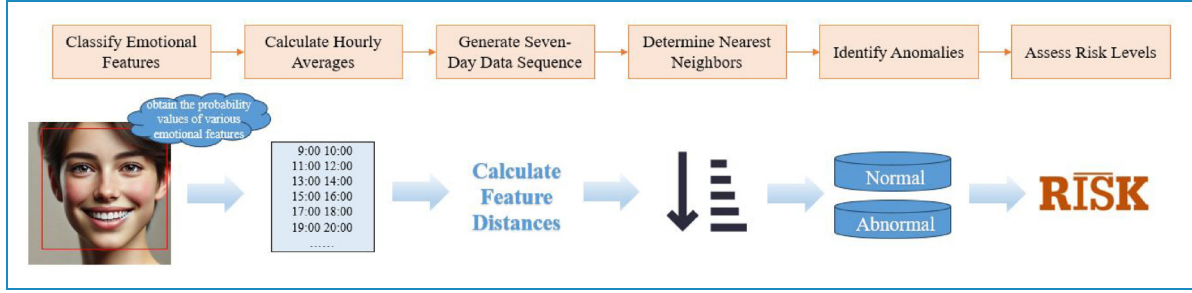 Classify Emotional
Features
Calculate Hourly
Averages
Generate Seven-
Day Data Sequence
Determine Nearest
Neighbors
Identify Anomalies
Assess Risk Levels
obtain the probability
values of various
emotional features
9:00 10:00
11:00 12:00
13:00 14:00
15:00 16:00
17:00 18:00
19:00 20:00
……
Calculate
Feature
Distances
Normal
Abnormal
RISK